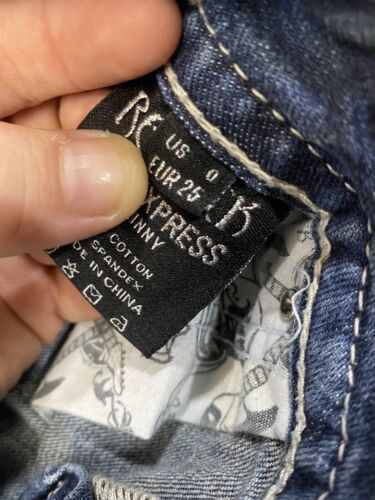 US 0
EUR 25
XPRESS
INNY
COTTON
SPANDEX
MADE IN CHINA